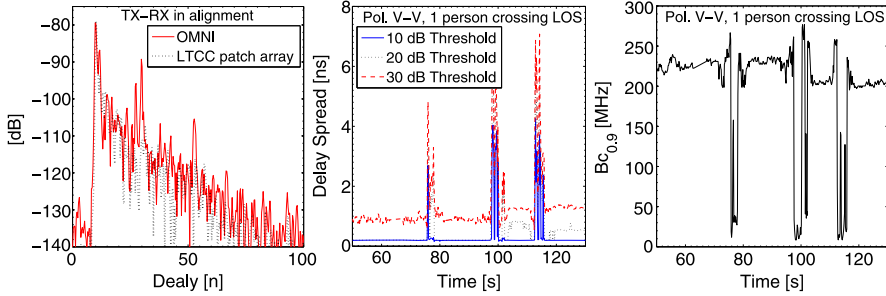 TX-RX in alignment
OMNI
LTCC patch array
[dB]
−80
−90
−100
−110
−120
−130
−140
0
50
100
Dealy [n]
Pol. V-V, 1 person crossing LOS
10 dB Threshold
20 dB Threshold
30 dB Threshold
Delay Spread [ns]
8
6
4
2
0
60
80
100
120
Time [s]
Pol. V-V, 1 person crossing LOS
Bc0.9 [MHz]
300
250
200
150
100
50
0
60
80
100
120
Time [s]